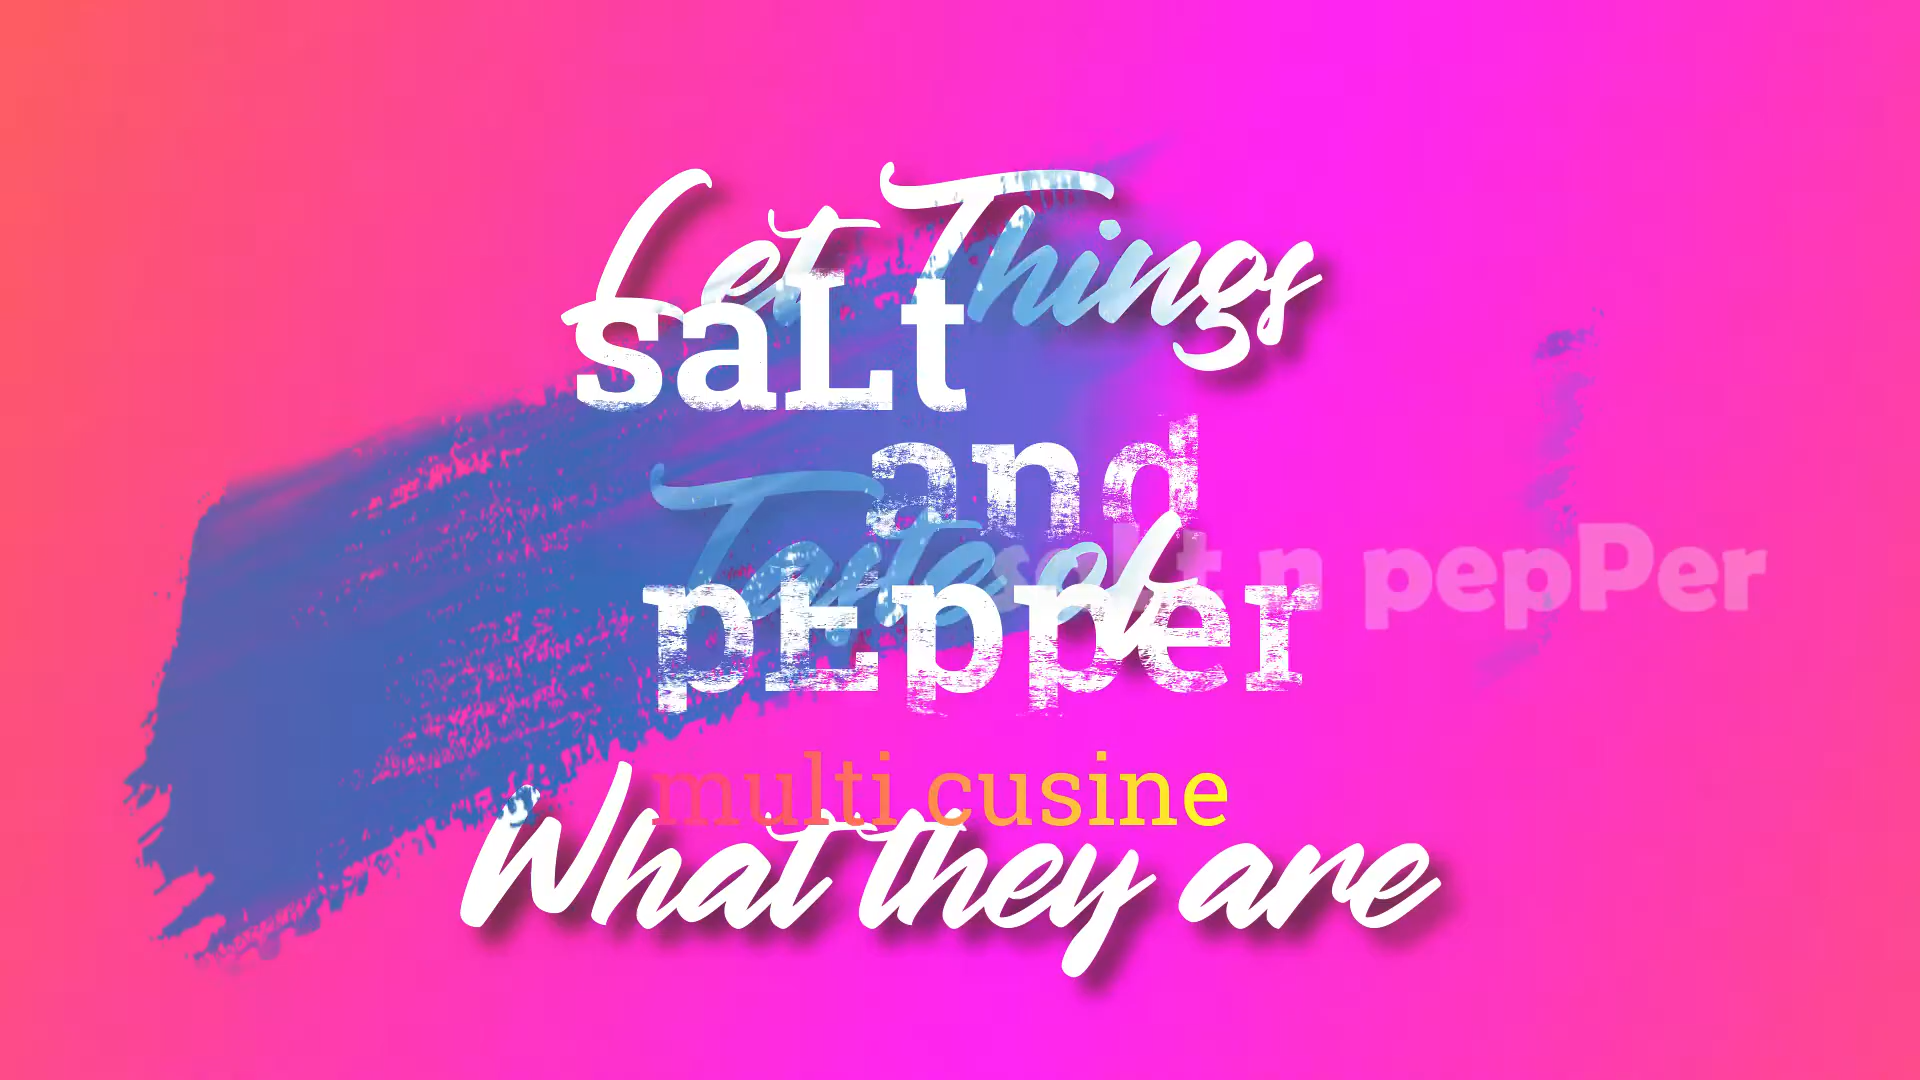 Let Things
saLt
and
Taste of
salt n pepPer
pEpper
multi cusine
What they are